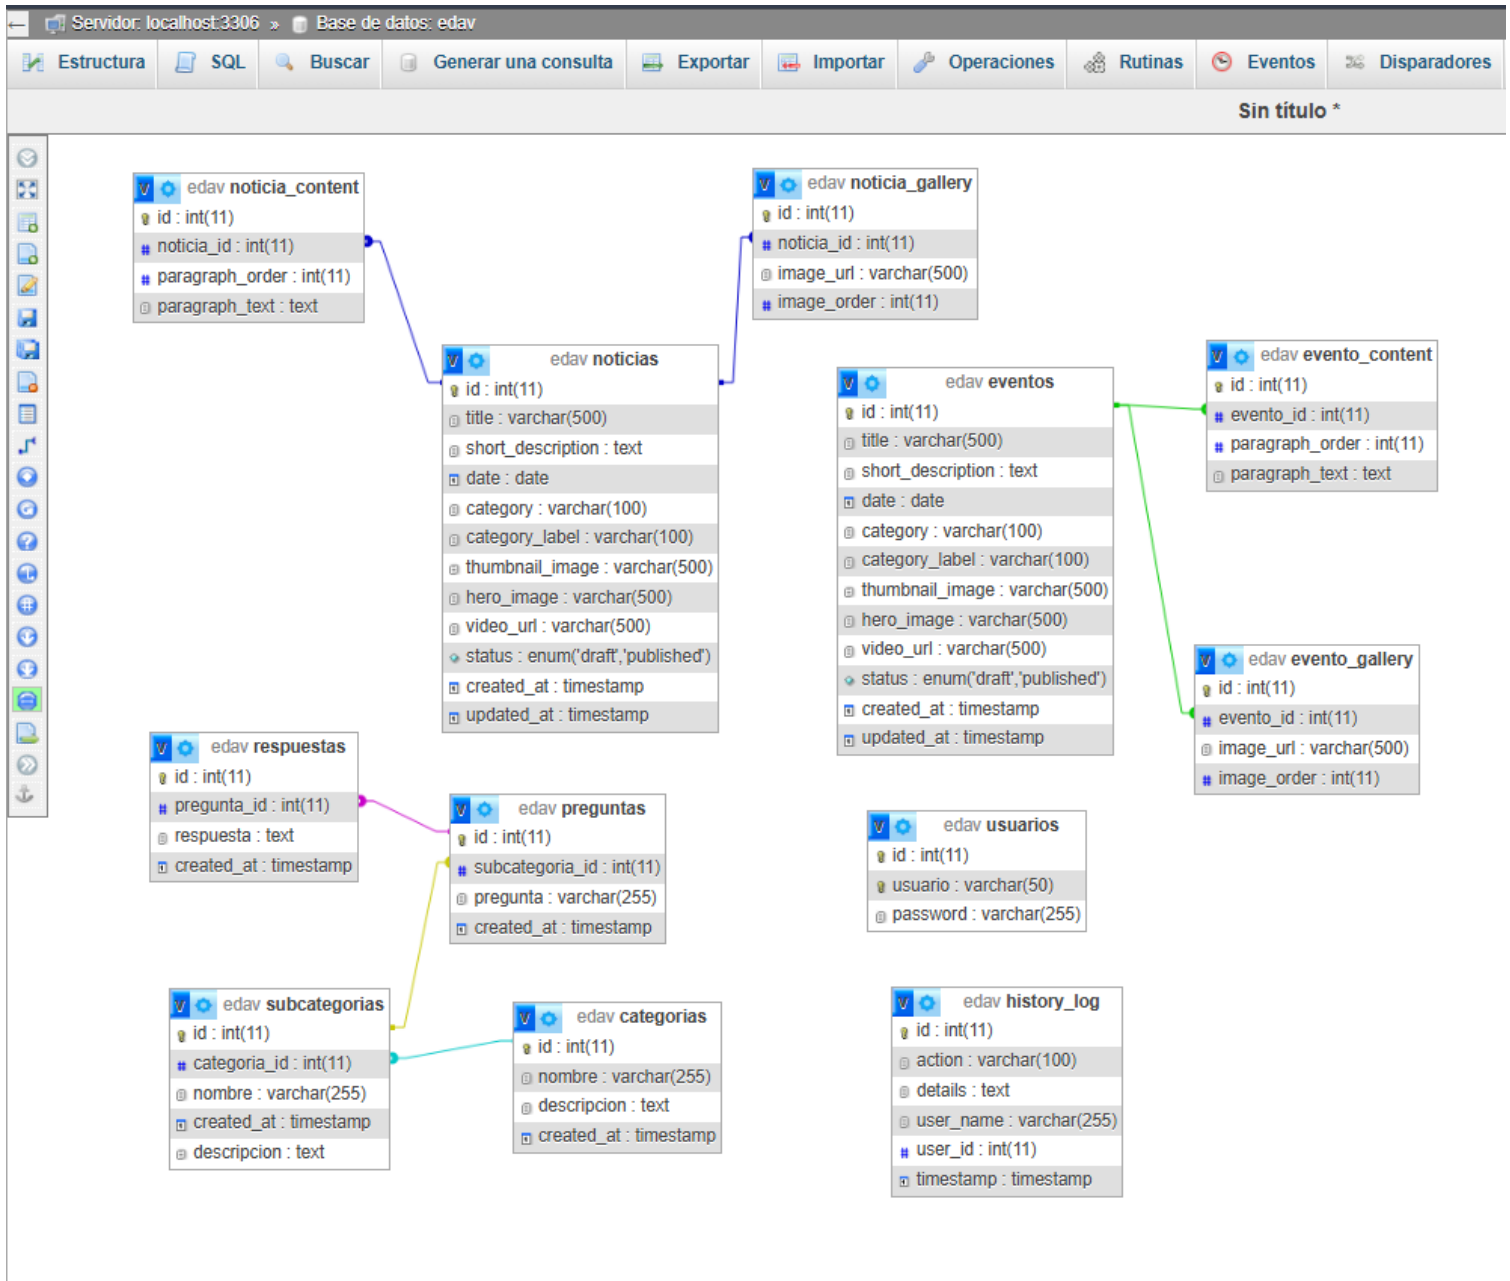 Servidor: localhost:3306 » Base de datos: edav
Estructura SQL Buscar Generar una consulta Exportar Importar Operaciones Rutinas Eventos Disparadores
Sin título *
edav noticia_content
id : int(11)
noticia_id : int(11)
paragraph_order : int(11)
paragraph_text : text
edav noticia_gallery
id : int(11)
noticia_id : int(11)
image_url : varchar(500)
image_order : int(11)
edav noticias
id : int(11)
title : varchar(500)
short_description : text
date : date
category : varchar(100)
category_label : varchar(100)
thumbnail_image : varchar(500)
hero_image : varchar(500)
video_url : varchar(500)
status : enum('draft','published')
created_at : timestamp
updated_at : timestamp
edav eventos
id : int(11)
title : varchar(500)
short_description : text
date : date
category : varchar(100)
category_label : varchar(100)
thumbnail_image : varchar(500)
hero_image : varchar(500)
video_url : varchar(500)
status : enum('draft','published')
created_at : timestamp
updated_at : timestamp
edav evento_content
id : int(11)
evento_id : int(11)
paragraph_order : int(11)
paragraph_text : text
edav evento_gallery
id : int(11)
evento_id : int(11)
image_url : varchar(500)
image_order : int(11)
edav respuestas
id : int(11)
pregunta_id : int(11)
respuesta : text
created_at : timestamp
edav preguntas
id : int(11)
subcategoria_id : int(11)
pregunta : varchar(255)
created_at : timestamp
edav usuarios
id : int(11)
usuario : varchar(50)
password : varchar(255)
edav subcategorias
id : int(11)
categoria_id : int(11)
nombre : varchar(255)
created_at : timestamp
descripcion : text
edav categorias
id : int(11)
nombre : varchar(255)
descripcion : text
created_at : timestamp
edav history_log
id : int(11)
action : varchar(100)
details : text
user_name : varchar(255)
user_id : int(11)
timestamp : timestamp